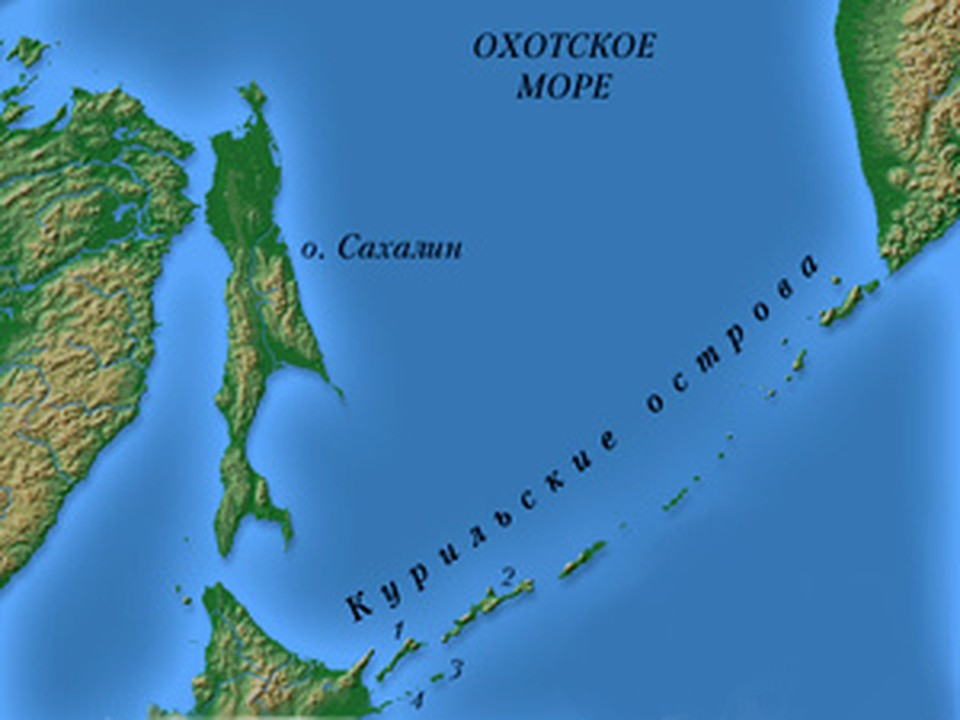 ОХОТСКОЕ
МОРЕ
о. Сахалин
Курильские острова
2
1
3
4